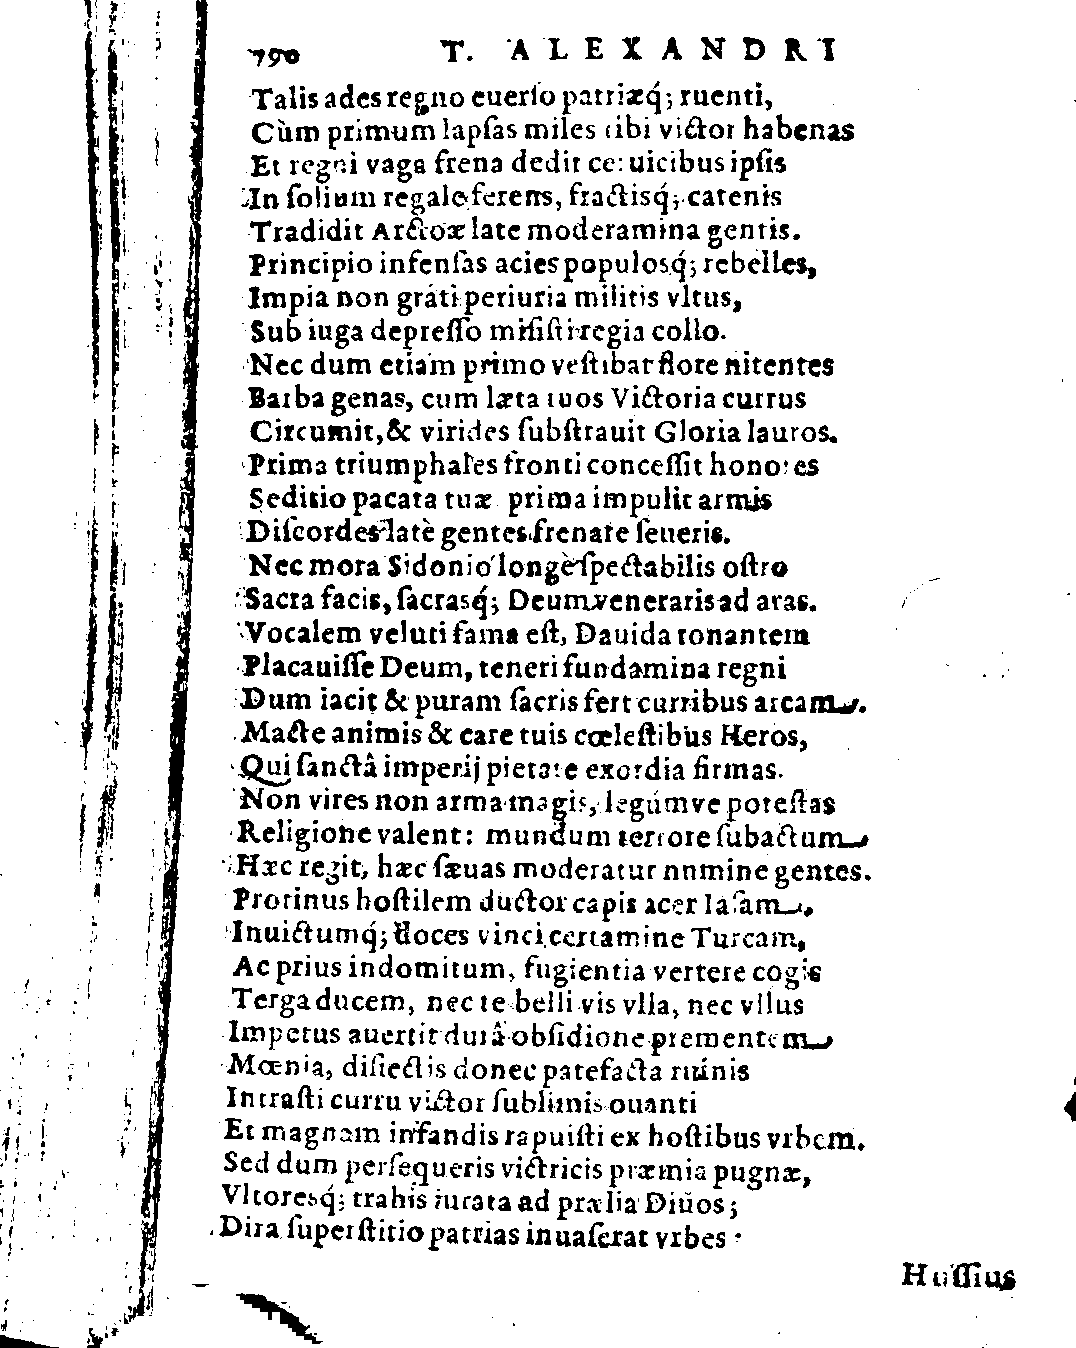 790 T. ALEXANDRI
Talis ades regno euerſo patriæq́; ruenti,
Cùm primum lapſas miles tibi victor habenas
Et regni vaga frena dedit ceruicibus ipſis
In ſolium regale ferens, fractisq́; catenis
Tradidit Arctoæ late moderamina gentis.
Principio infenſas acies populosq́; rebelles,
Impia non gráti periuria militis vltus,
Sub iuga depreſſo miſiſti regia collo.
Nec dum etiam primo veſtibat flore nitentes
Barba genas, cum læta tuos Victoria currus
Circumit, & virides ſubſtrauit Gloria lauros.
Prima triumphales fronti conceſſit honores
Seditio pacata tuæ prima impulit armis
Diſcordes latè gentes frenare ſeueris.
Nec mora Sidonio longè ſpectabilis oſtro
Sacra facis, ſacrasq́; Deum veneraris ad aras.
Vocalem veluti fama eſt, Dauida tonantem
Placauiſſe Deum, teneri fundamina regni
Dum iacit & puram ſacris fert curribus arcam.
Macte animis & care tuis cœleſtibus Heros,
Qui ſanctâ imperij pietate exordia firmas.
Non vires non arma magis, legúmve poteſtas
Religione valent: mundum terrore ſubactum
Hæc regit, hæc ſæuas moderatur numine gentes.
Protinus hoſtilem ductor capis acer Iaſam.
Inuictumq́; doces vinci certamine Turcam,
Ac prius indomitum, fugientia vertere cogis
Terga ducem, nec te belli vis vlla, nec vllus
Impetus auertit durâ obſidione prementem
Mœnia, diſiectis donec patefacta ruinis
Intraſti curru victor ſublimis ouanti
Et magnam infandis rapuiſti ex hoſtibus vrbem.
Sed dum perſequeris victricis præmia pugnæ,
Vltoresq́; trahis iurata ad prælia Diuos;
Dira ſuperſtitio patrias inuaſerat vrbes
Huſſius